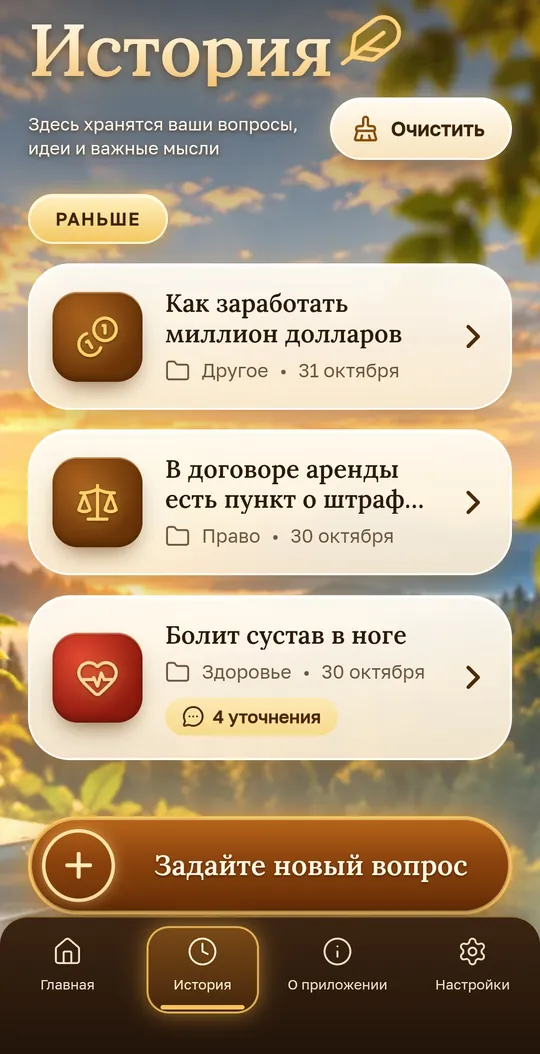 История
Здесь хранятся ваши вопросы,
идеи и важные мысли
Очистить
РАНЬШЕ
Как заработать
миллион долларов
Другое • 31 октября
В договоре аренды
есть пункт о штраф...
Право • 30 октября
Болит сустав в ноге
Здоровье • 30 октября
4 уточнения
Задайте новый вопрос
Главная
История
О приложении
Настройки